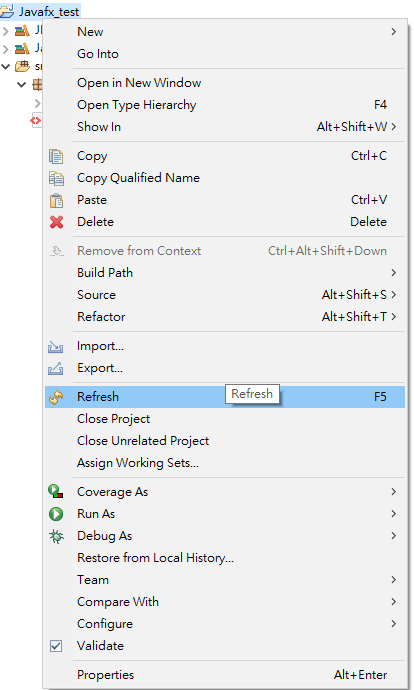 Javafx_test
New
Go Into
Open in New Window
Open Type Hierarchy F4
Show In Alt+Shift+W
Copy Ctrl+C
Copy Qualified Name
Paste Ctrl+V
Delete Delete
Remove from Context Ctrl+Alt+Shift+Down
Build Path
Source Alt+Shift+S
Refactor Alt+Shift+T
Import...
Export...
Refresh Refresh F5
Close Project
Close Unrelated Project
Assign Working Sets...
Coverage As
Run As
Debug As
Restore from Local History...
Team
Compare With
Configure
Validate
Properties Alt+Enter